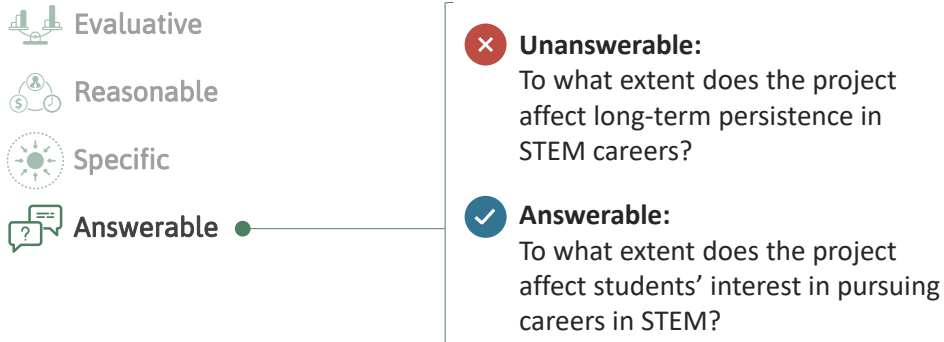 Evaluative
Reasonable
$
Specific
?
Answerable
Unanswerable:
To what extent does the project
affect long-term persistence in
STEM careers?
Answerable:
To what extent does the project
affect students’ interest in pursuing
careers in STEM?